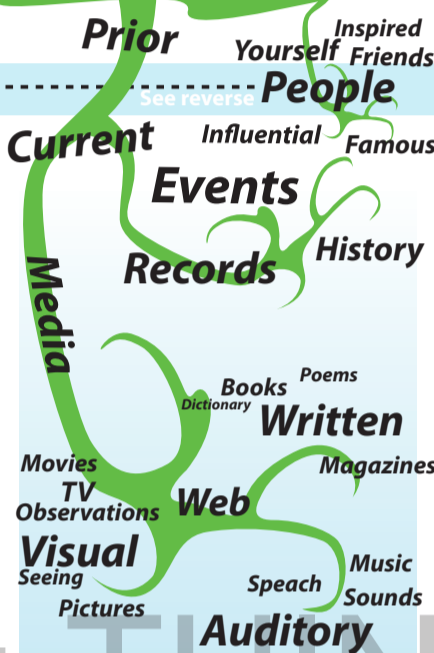 Prior
Inspired
Yourself
Friends
See reverse
People
Current
Influential
Famous
Events
History
Records
Media
Poems
Books
Dictionary
Written
Movies
Magazines
TV
Web
Observations
Visual
Music
Seeing
Speach
Sounds
Pictures
Auditory